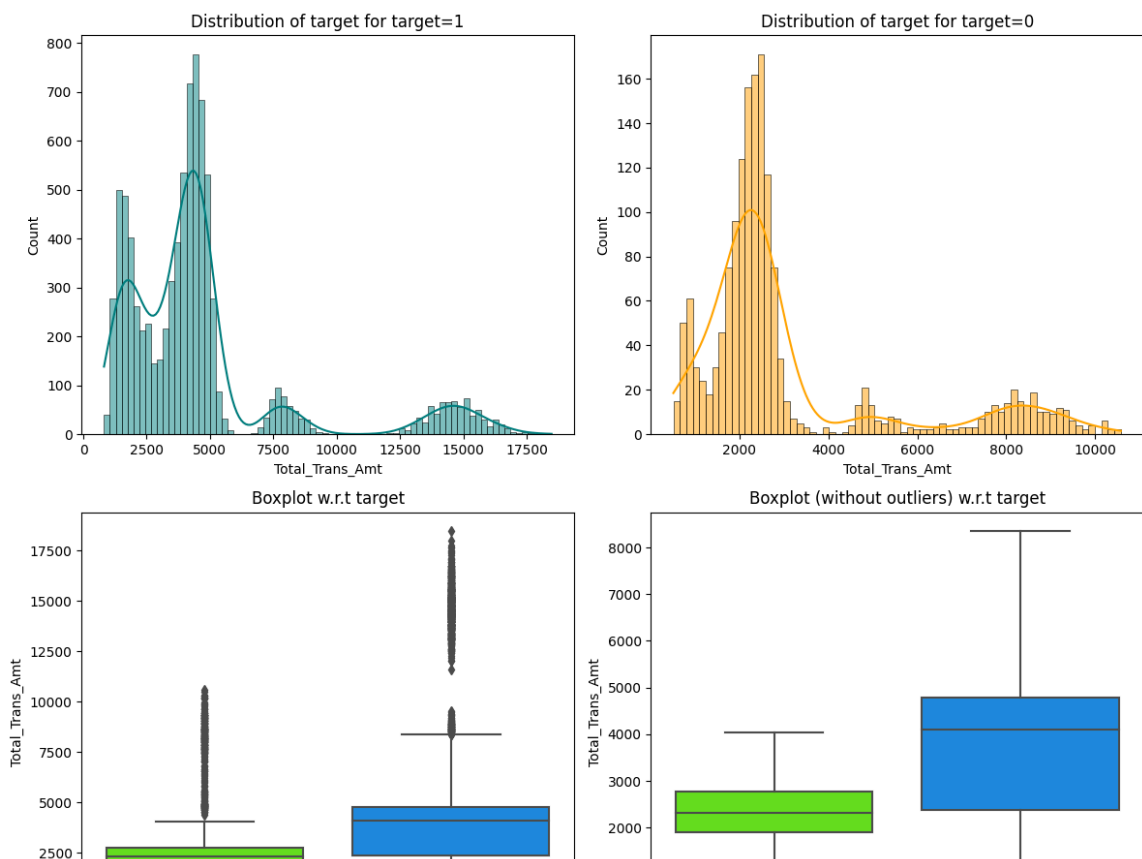 Distribution of target for target=1
800
700
600
500
400
300
200
100
0
Count
0 2500 5000 7500 10000 12500 15000 17500
Total_Trans_Amt
Distribution of target for target=0
160
140
120
100
80
60
40
20
0
Count
2000 4000 6000 8000 10000
Total_Trans_Amt
Boxplot w.r.t target
17500
15000
12500
10000
7500
5000
2500
Total_Trans_Amt
Boxplot (without outliers) w.r.t target
8000
7000
6000
5000
4000
3000
2000
Total_Trans_Amt